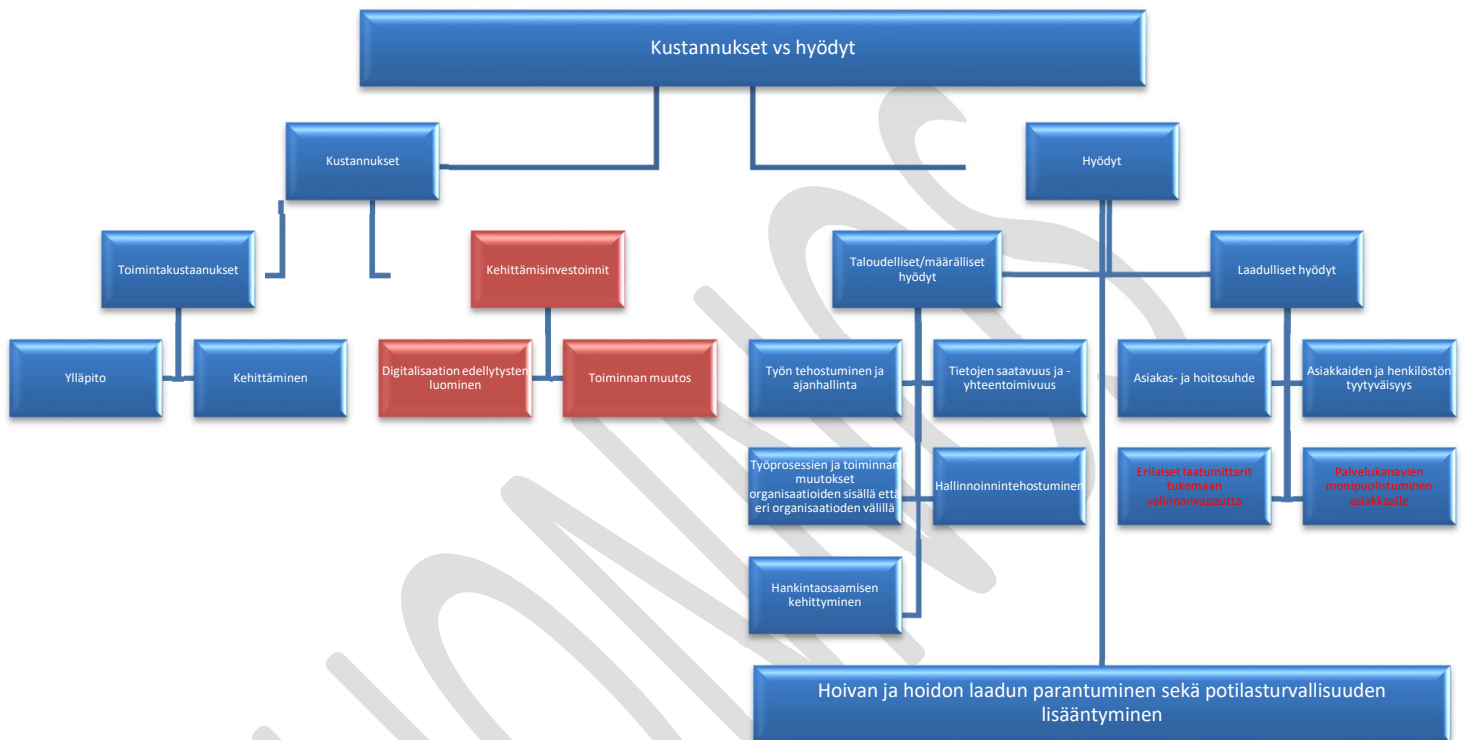 Kustannukset vs hyödyt
Kustannukset
Hyödyt
Toimintakustaanukset
Kehittämisinvestoinnit
Taloudelliset/määrälliset
hyödyt
Laadulliset hyödyt
Ylläpito
Kehittäminen
Digitalisaation edellytysten
luominen
Toiminnan muutos
Työn tehostuminen ja
ajanhallinta
Tietojen saatavuus ja -
yhteentoimivuus
Asiakas- ja hoitosuhde
Asiakkaiden ja henkilöstön
tyytyväisyys
Työprosessien ja toiminnan
muutokset
organisaatioiden sisällä että
eri organisaatioden välillä
Hallinnoinnintehostuminen
Erilaiset laatumittarit
tukemaan
valinnanvapautta
Palvelukanavien
monipuolistuminen
asiakkaalle
Hankintaosaamisen
kehittyminen
Hoivan ja hoidon laadun parantuminen sekä potilasturvallisuuden
lisääntyminen